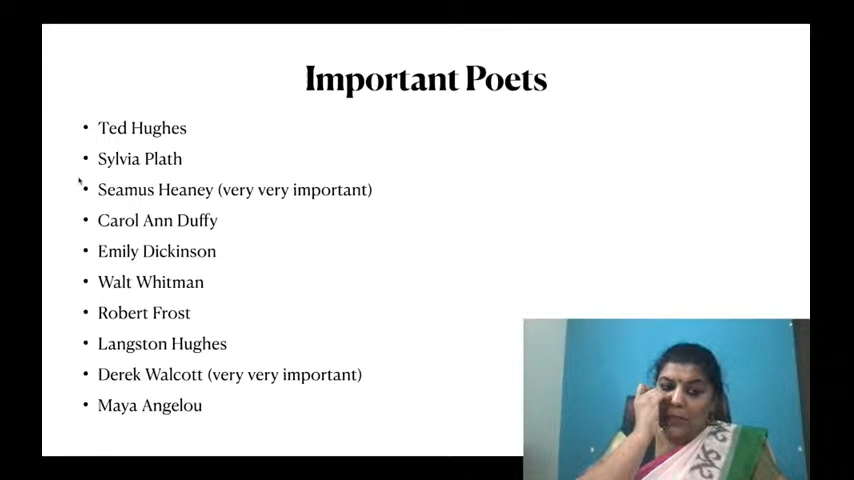 Important Poets
• Ted Hughes
• Sylvia Plath
• Seamus Heaney (very very important)
• Carol Ann Duffy
• Emily Dickinson
• Walt Whitman
• Robert Frost
• Langston Hughes
• Derek Walcott (very very important)
• Maya Angelou